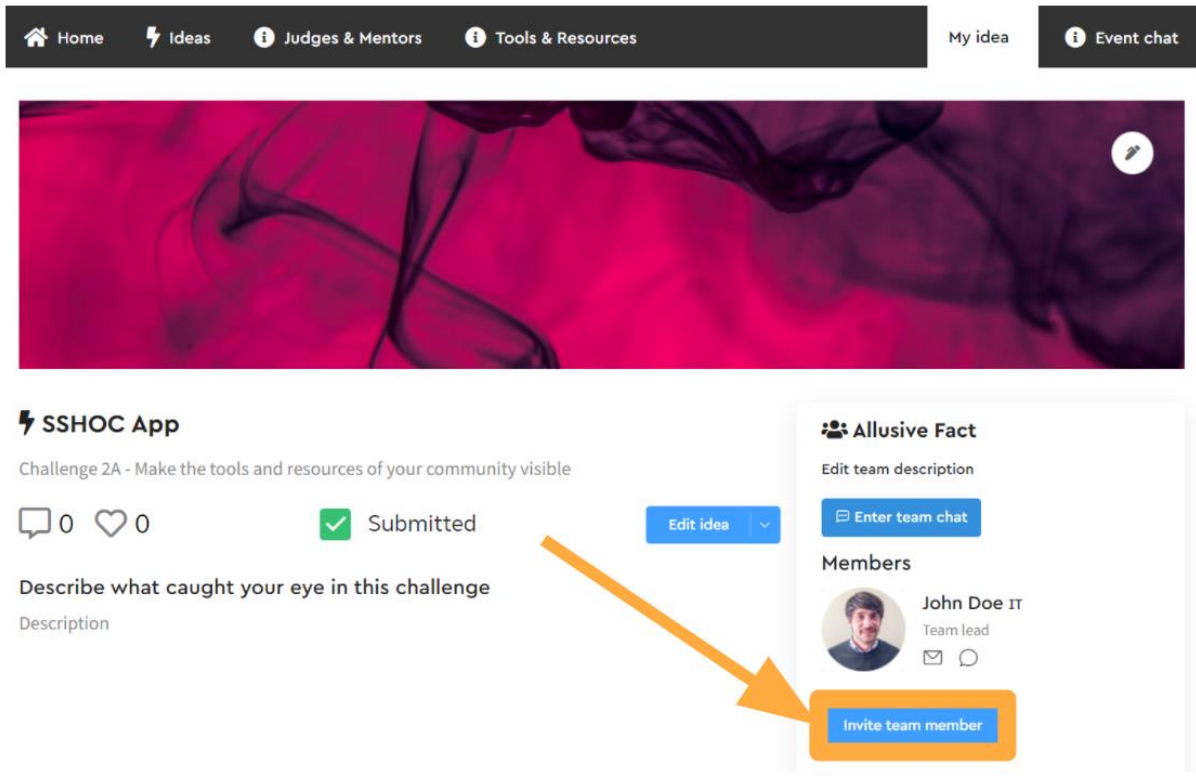 Home Ideas Judges & Mentors Tools & Resources My idea Event chat
SSHOC App
Challenge 2A - Make the tools and resources of your community visible
0 0 Submitted Edit idea
Describe what caught your eye in this challenge
Description
Allusive Fact
Edit team description
Enter team chat
Members
John Doe IT
Team lead
Invite team member